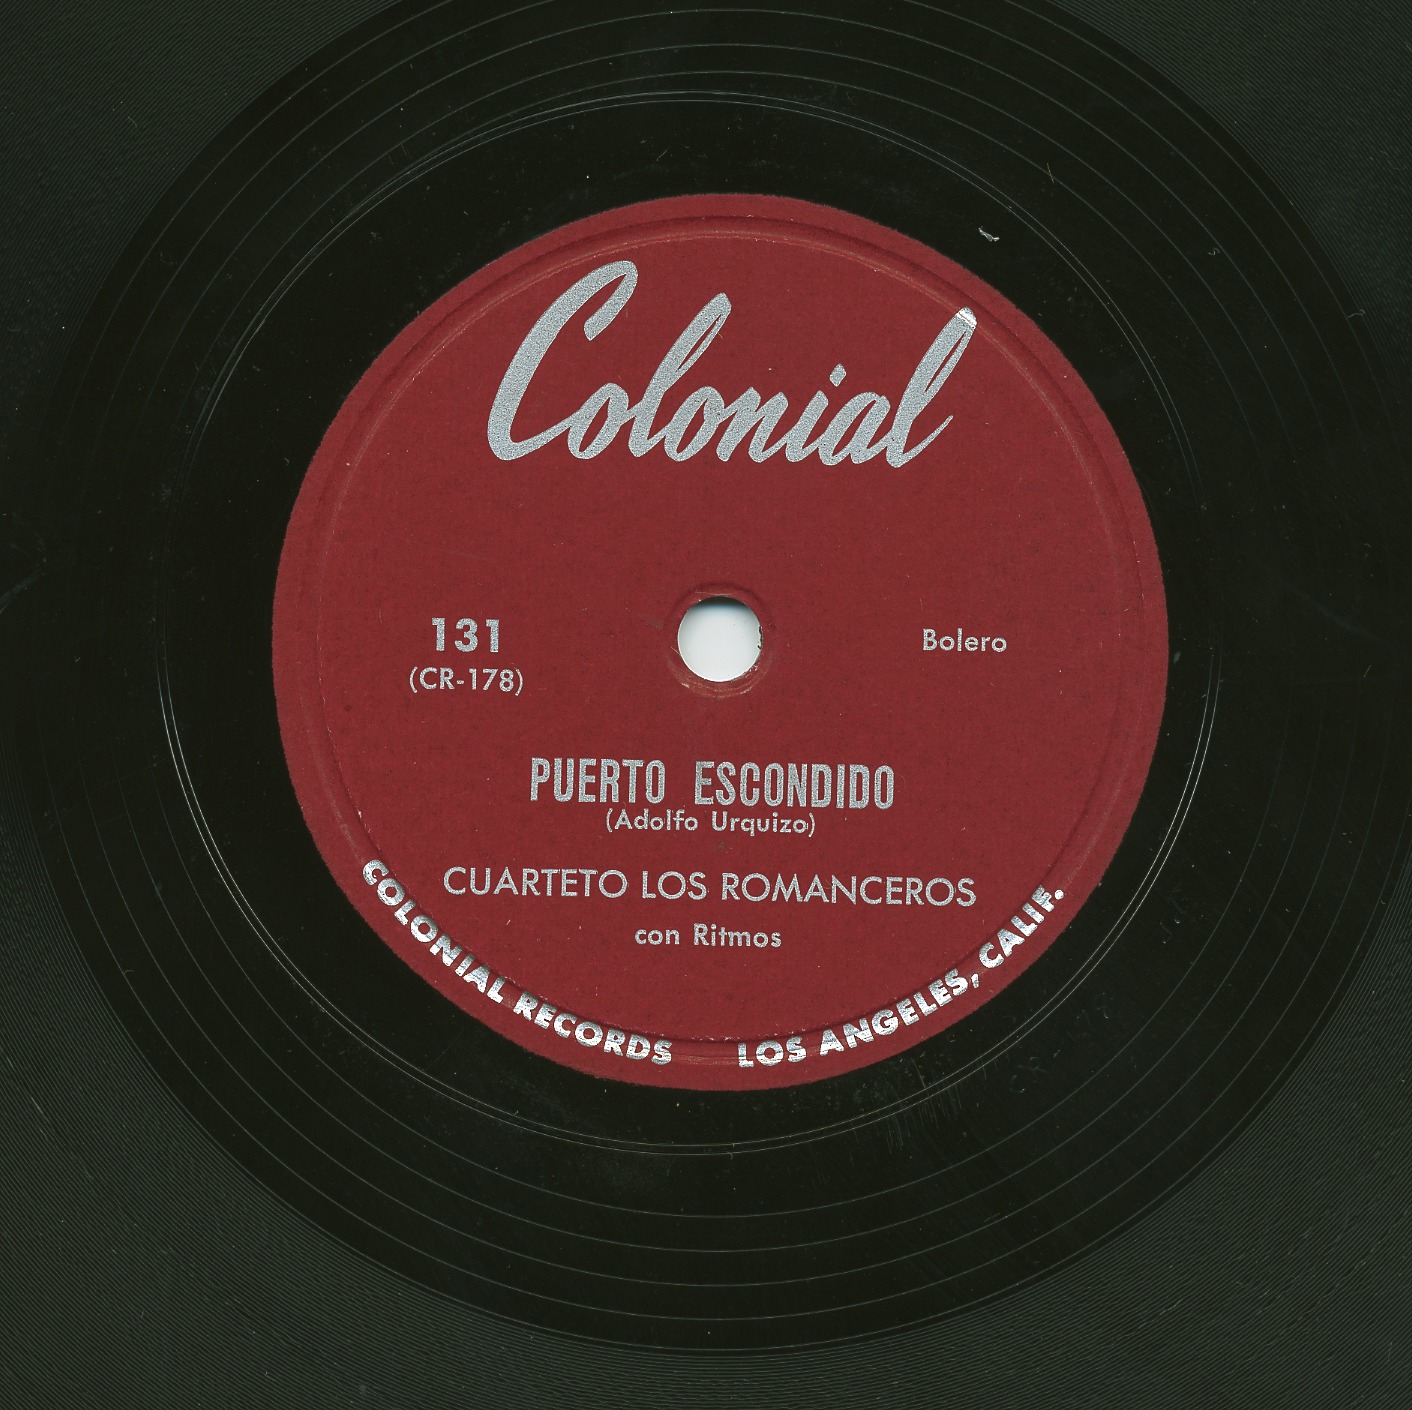 Colonial
131
Bolero
(CR-178)
PUERTO ESCONDIDO
(Adolfo Urquizo)
CUARTETO LOS ROMANCEROS
con Ritmos
COLONIAL RECORDS LOS ANGELES, CALIF.